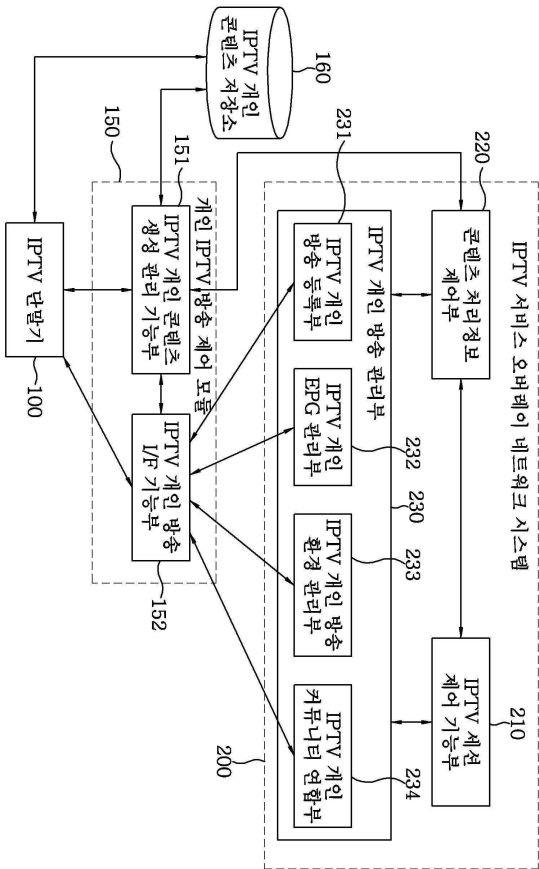 IPTV 서비스 오버레이 네트워크 시스템
220
콘텐츠 처리정보
제어부
210
IPTV 세션
제어 기능부
IPTV 개인 방송 관리부
230
231
IPTV 개인
방송 등록부
232
IPTV 개인
EPG 관리부
233
IPTV 개인 방송
환경 관리부
234
IPTV 개인
커뮤니티 연합부
200
160
IPTV 개인
콘텐츠 저장소
개인 IPTV 방송 제어 모듈
150
151
IPTV 개인 콘텐츠
생성 관리 기능부
152
IPTV 개인 방송
I/F 기능부
IPTV 단말기
100